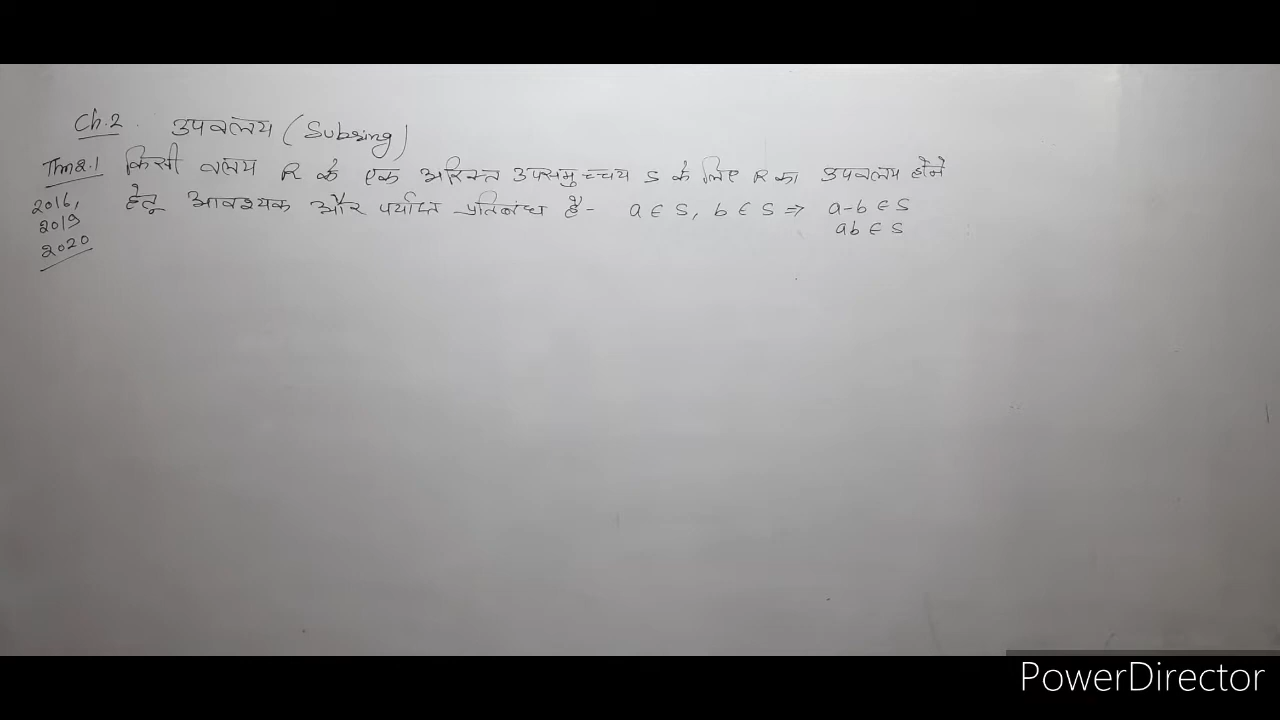 Ch.2 उपवलय (Subring)
Thm2.1 किसी वलय R के एक अरिक्त उपसमुच्चय S के लिए R का उपवलय होने
2016, हेतू आवश्यक और पर्याप्त प्रतिबंध है- a ∈ S, b ∈ S ⇒ a-b ∈ S
2019 ab ∈ S
2020
PowerDirector